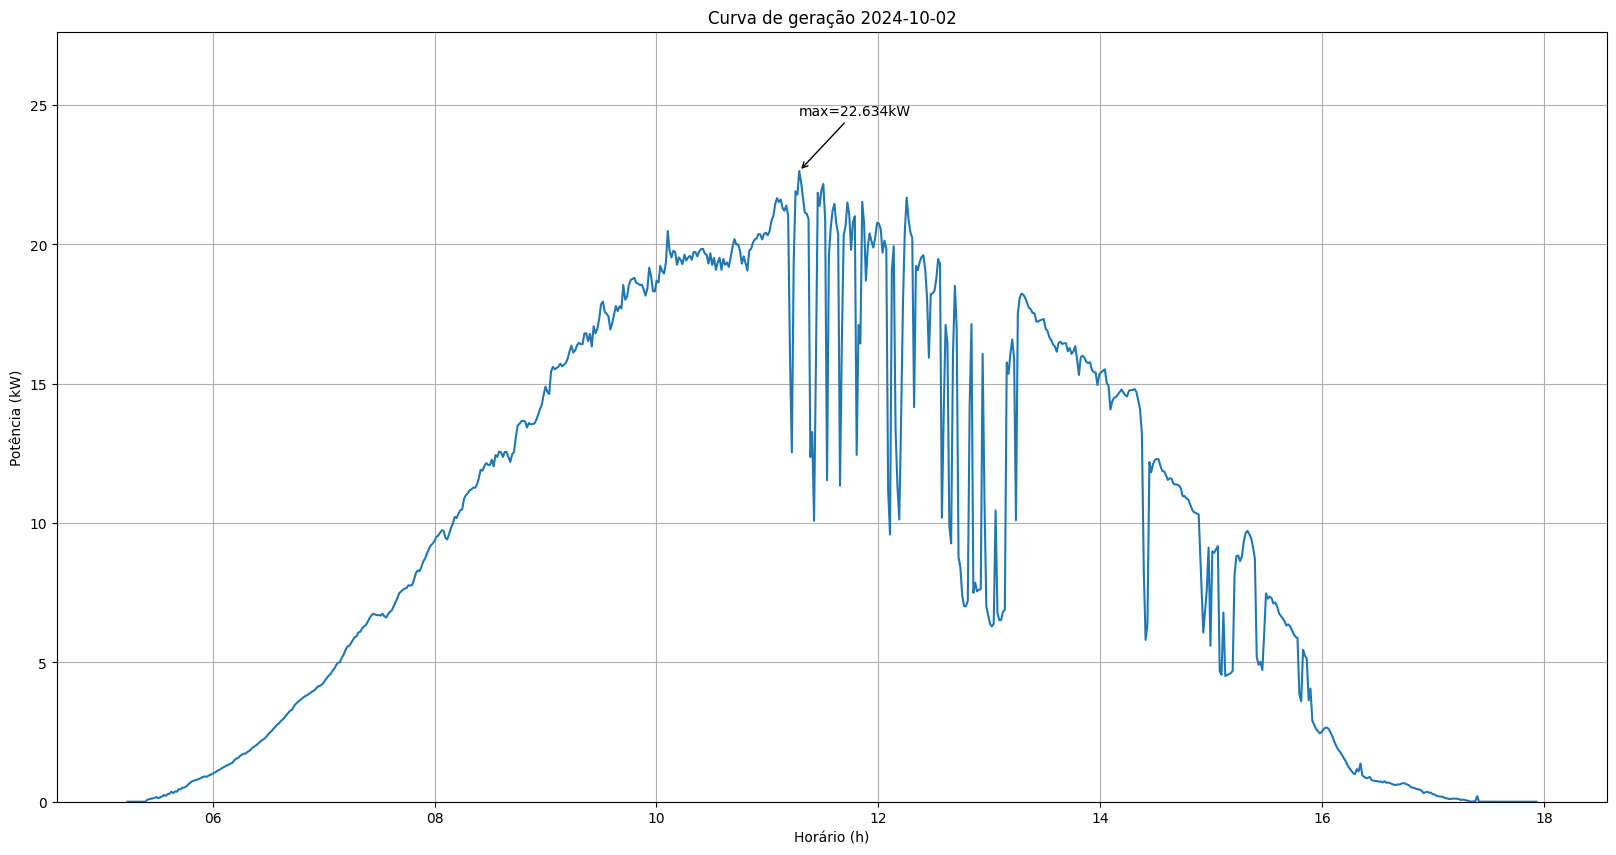 Curva de geração 2024-10-02
max=22.634kW
25
20
15
10
5
0
Potência (kW)
06 08 10 12 14 16 18
Horário (h)